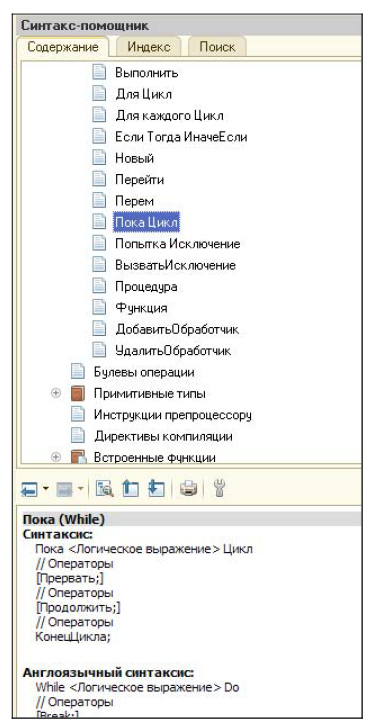 Синтакс-помощник
Содержание Индекс Поиск
Выполнить
Для Цикл
Для каждого Цикл
Если Тогда ИначеЕсли
Новый
Перейти
Перем
Пока Цикл
Попытка Исключение
ВызватьИсключение
Процедура
Функция
ДобавитьОбработчик
УдалитьОбработчик
Булевы операции
Примитивные типы
Инструкции препроцессору
Директивы компиляции
Встроенные функции
Пока (While)
Синтаксис:
Пока <Логическое выражение> Цикл
// Операторы
[Прервать;]
// Операторы
[Продолжить;]
// Операторы
КонецЦикла;
Англоязычный синтаксис:
While <Логическое выражение> Do
// Операторы
[Break;]